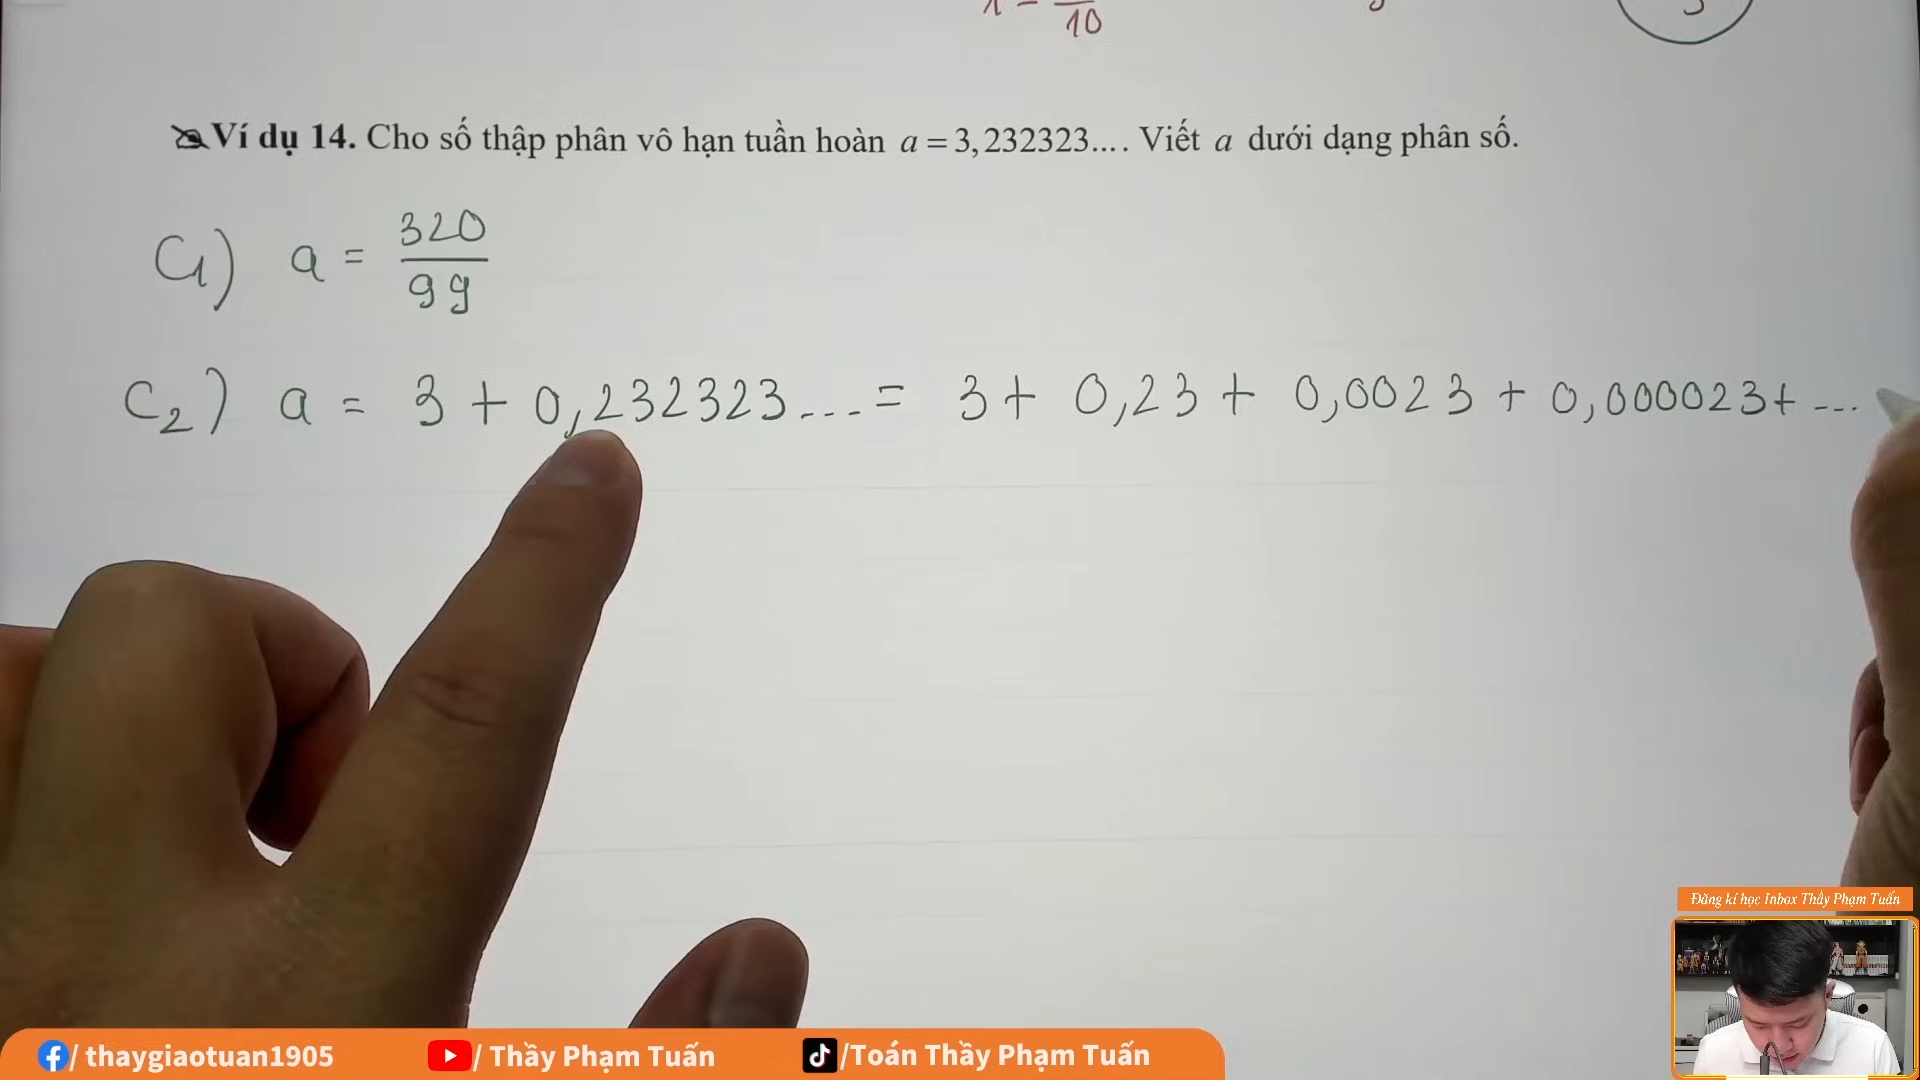 10
Ví dụ 14. Cho số thập phân vô hạn tuần hoàn a = 3,232323.... Viết a dưới dạng phân số.
C1) a = 320/99
C2) a = 3 + 0,232323... = 3 + 0,23 + 0,0023 + 0,000023 + ...
Đăng kí học Inbox Thầy Phạm Tuấn
/ thaygiaotuan1905
/ Thầy Phạm Tuấn
/Toán Thầy Phạm Tuấn